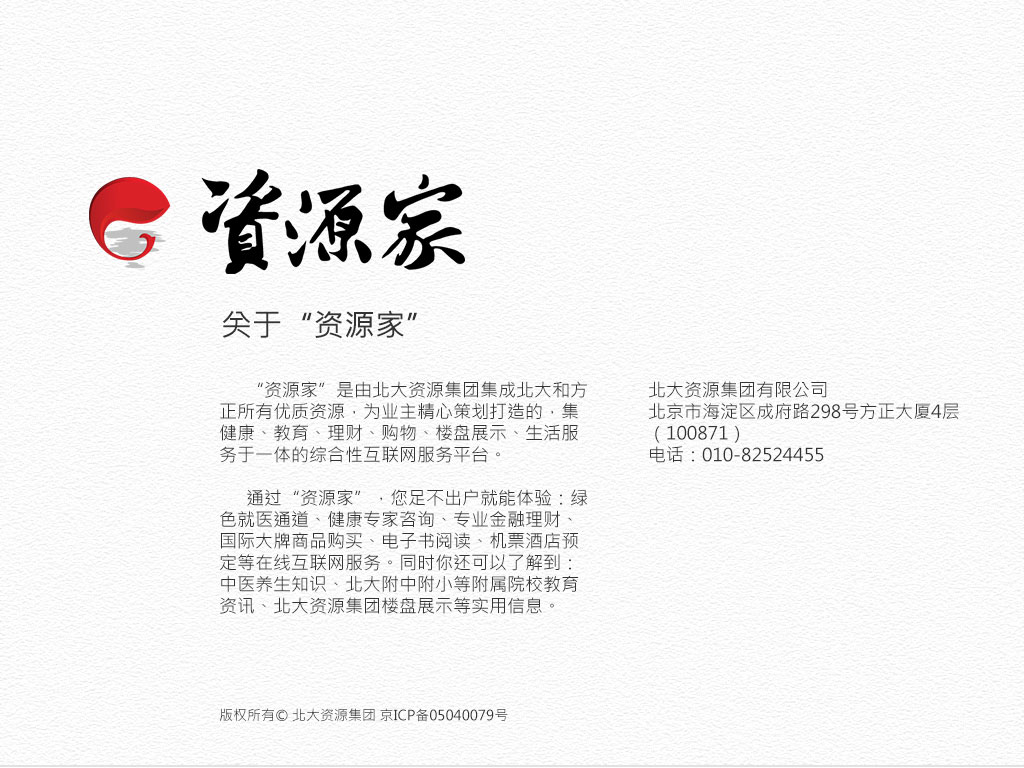 資源家
关于“资源家”
“资源家”是由北大资源集团集成北大和方
正所有优质资源，为业主精心策划打造的，集
健康、教育、理财、购物、楼盘展示、生活服
务于一体的综合性互联网服务平台。
通过“资源家”，您足不出户就能体验：绿
色就医通道、健康专家咨询、专业金融理财、
国际大牌商品购买、电子书阅读、机票酒店预
定等在线互联网服务。同时你还可以了解到：
中医养生知识、北大附中附小等附属院校教育
资讯、北大资源集团楼盘展示等实用信息。
北大资源集团有限公司
北京市海淀区成府路298号方正大厦4层
（100871）
电话：010-82524455
版权所有© 北大资源集团 京ICP备05040079号